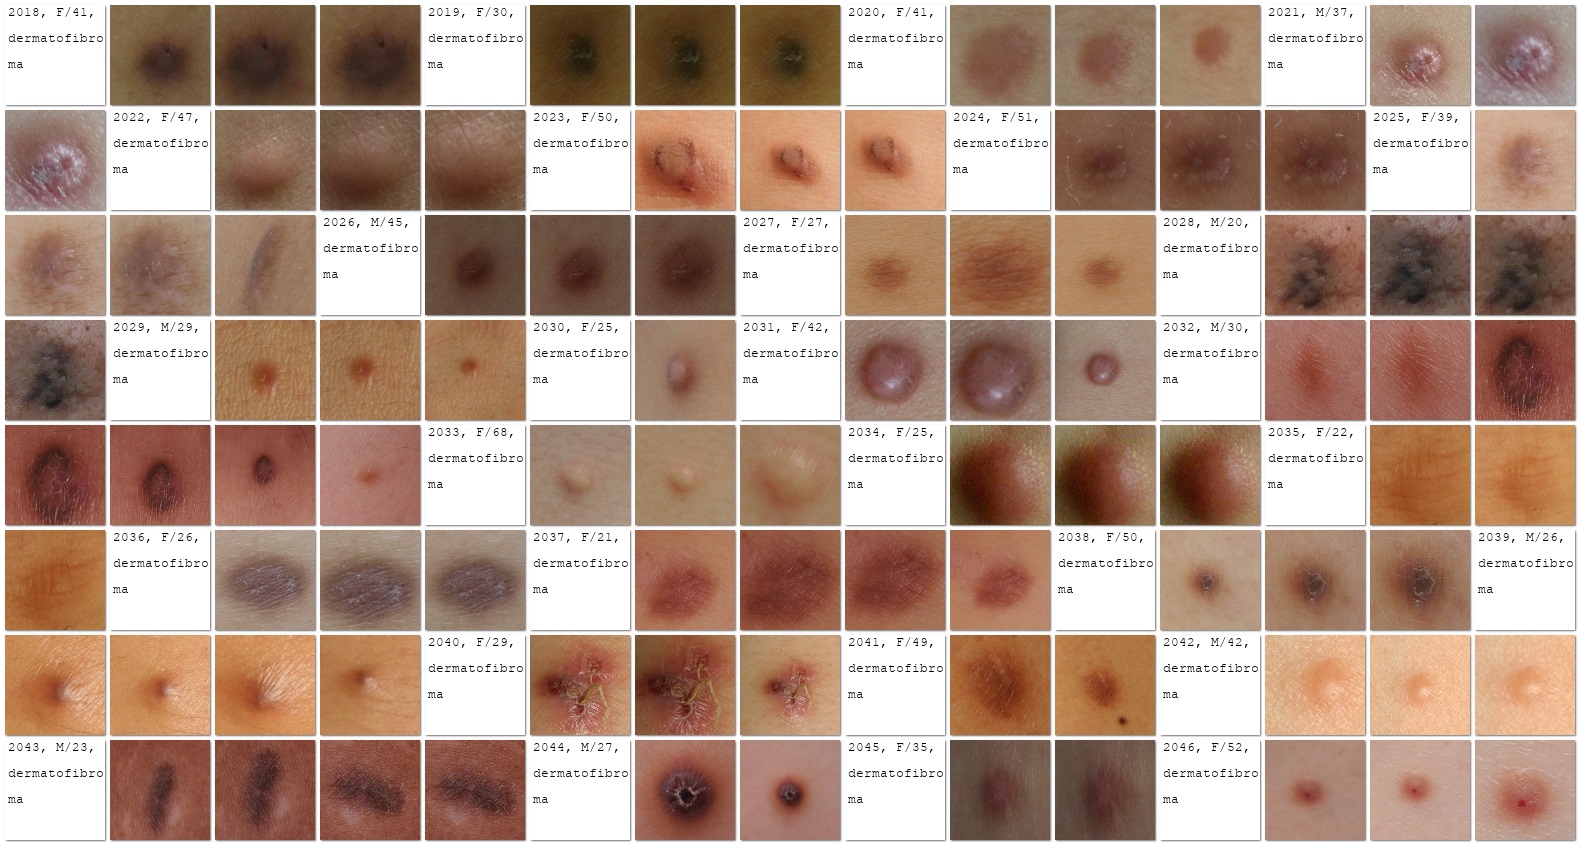 2018, F/41,
dermatofibro
ma
2019, F/30,
dermatofibro
ma
2020, F/41,
dermatofibro
ma
2021, M/37,
dermatofibro
ma
2022, F/47,
dermatofibro
ma
2023, F/50,
dermatofibro
ma
2024, F/51,
dermatofibro
ma
2025, F/39,
dermatofibro
ma
2026, M/45,
dermatofibro
ma
2027, F/27,
dermatofibro
ma
2028, M/20,
dermatofibro
ma
2029, M/29,
dermatofibro
ma
2030, F/25,
dermatofibro
ma
2031, F/42,
dermatofibro
ma
2032, M/30,
dermatofibro
ma
2033, F/68,
dermatofibro
ma
2034, F/25,
dermatofibro
ma
2035, F/22,
dermatofibro
ma
2036, F/26,
dermatofibro
ma
2037, F/21,
dermatofibro
ma
2038, F/50,
dermatofibro
ma
2039, M/26,
dermatofibro
ma
2040, F/29,
dermatofibro
ma
2041, F/49,
dermatofibro
ma
2042, M/42,
dermatofibro
ma
2043, M/23,
dermatofibro
ma
2044, M/27,
dermatofibro
ma
2045, F/35,
dermatofibro
ma
2046, F/52,
dermatofibro
ma